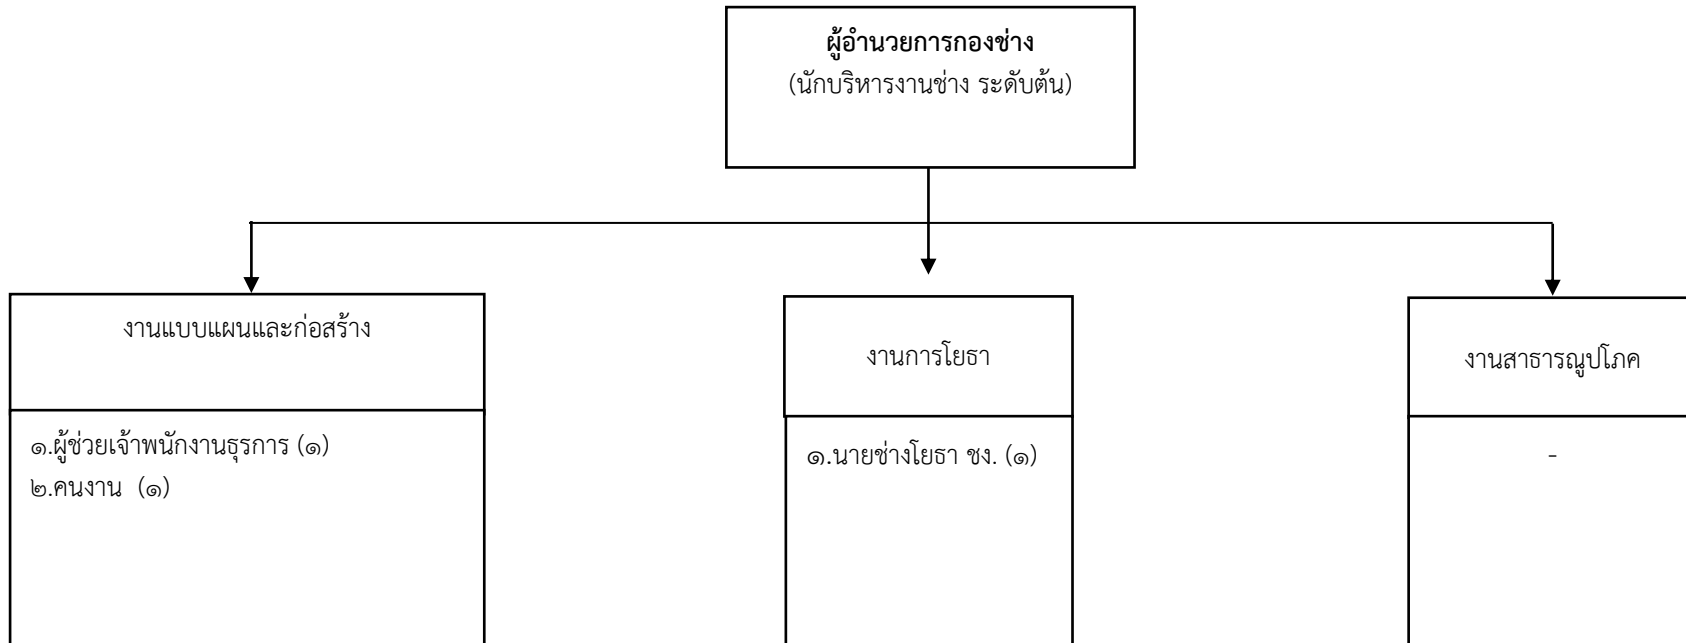 ผู้อำนวยการกองช่าง
(นักบริหารงานช่าง ระดับต้น)
งานแบบแผนและก่อสร้าง
๑.ผู้ช่วยเจ้าพนักงานธุรการ (๑)
๒.คนงาน (๑)
งานการโยธา
๑.นายช่างโยธา ชง. (๑)
งานสาธารณูปโภค
-